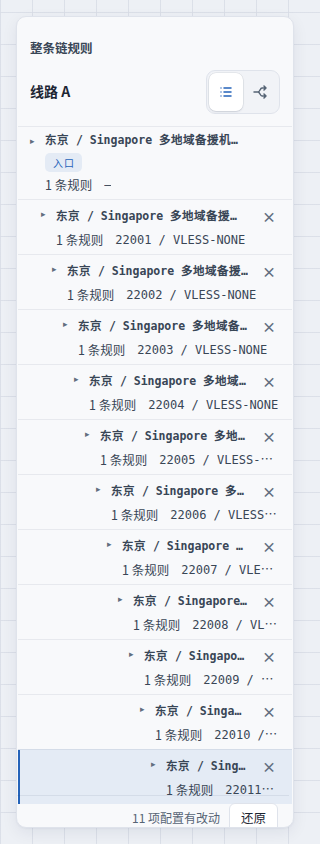 整条链规则
线路 A
东京 / Singapore 多地域备援机…
入口
1 条规则 –
东京 / Singapore 多地域备援…
1 条规则 22001 / VLESS-NONE
东京 / Singapore 多地域备援…
1 条规则 22002 / VLESS-NONE
东京 / Singapore 多地域备…
1 条规则 22003 / VLESS-NONE
东京 / Singapore 多地域…
1 条规则 22004 / VLESS-NONE
东京 / Singapore 多地…
1 条规则 22005 / VLESS-…
东京 / Singapore 多…
1 条规则 22006 / VLESS…
东京 / Singapore …
1 条规则 22007 / VLE…
东京 / Singapore…
1 条规则 22008 / VL…
东京 / Singapo…
1 条规则 22009 / …
东京 / Singa…
1 条规则 22010 /…
东京 / Sing…
1 条规则 22011…
11 项配置有改动 还原